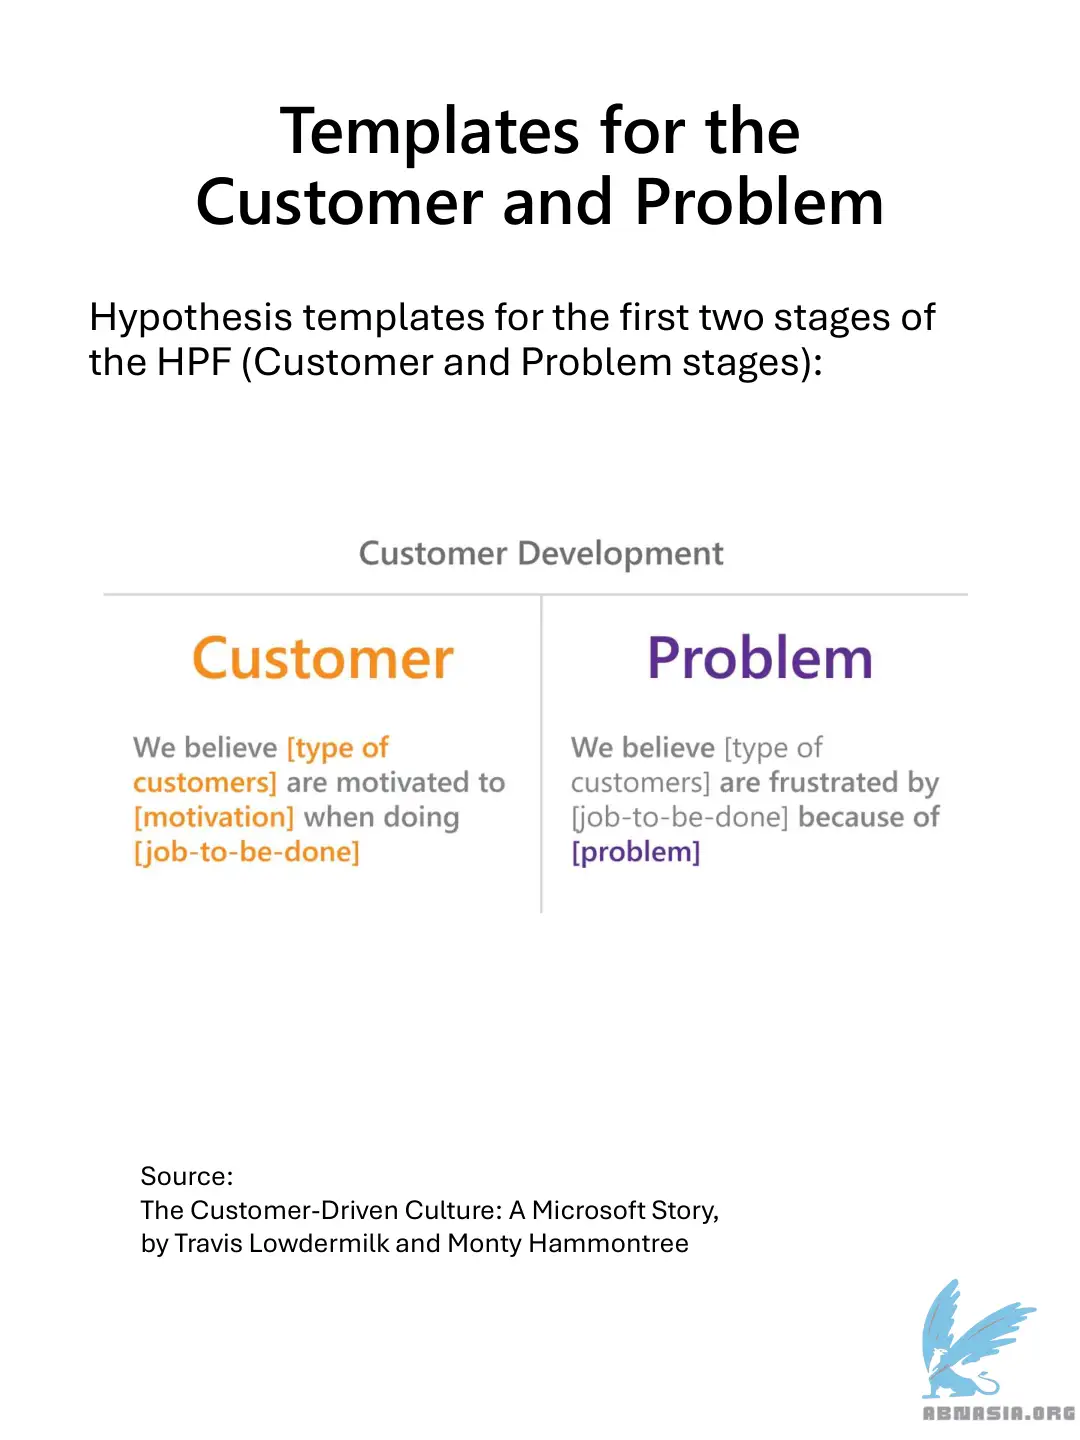 Templates for the
Customer and Problem
Hypothesis templates for the first two stages of
the HPF (Customer and Problem stages):
Customer Development
Customer
We believe [type of
customers] are motivated to
[motivation] when doing
[job-to-be-done]
Problem
We believe [type of
customers] are frustrated by
[job-to-be-done] because of
[problem]
Source:
The Customer-Driven Culture: A Microsoft Story,
by Travis Lowdermilk and Monty Hammontree
ABNASIA.ORG